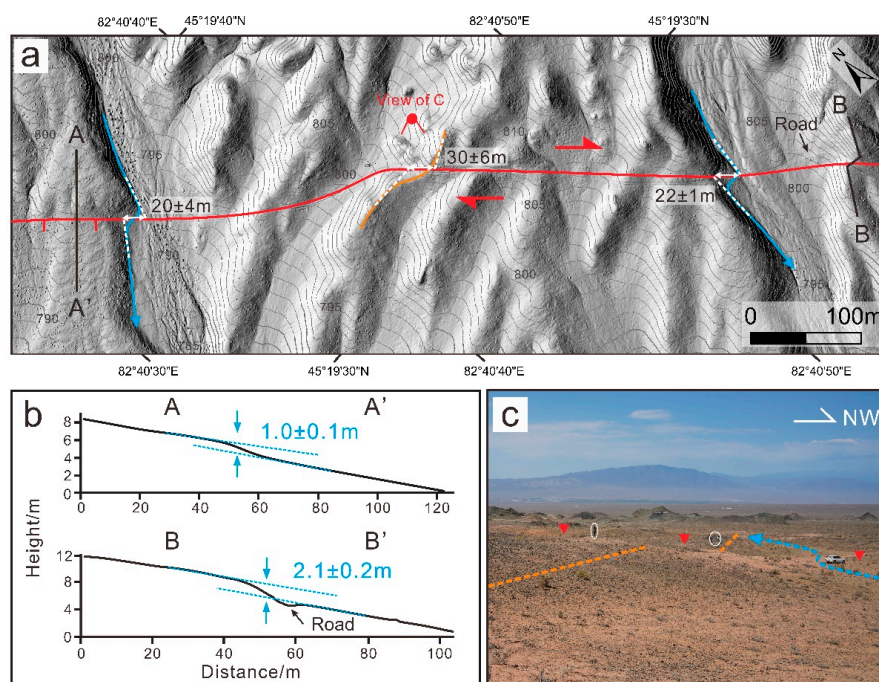 82°40'40"E 45°19'40"N 82°40'50"E 45°19'30"N
a
N
View of C
800
800
795
800
810
805
Road
B
A
30±6m
800
20±4m
22±1m
805
B'
790
800
795
A'
790
785
0 100m
82°40'30"E 45°19'30"N 82°40'40"E 82°40'50"E
b
A A'
8
6
4
2
0
1.0±0.1m
0 20 40 60 80 100 120
B B'
12
8
4
0
2.1±0.2m
Road
0 20 40 60 80 100
Height/m
Distance/m
c
NW